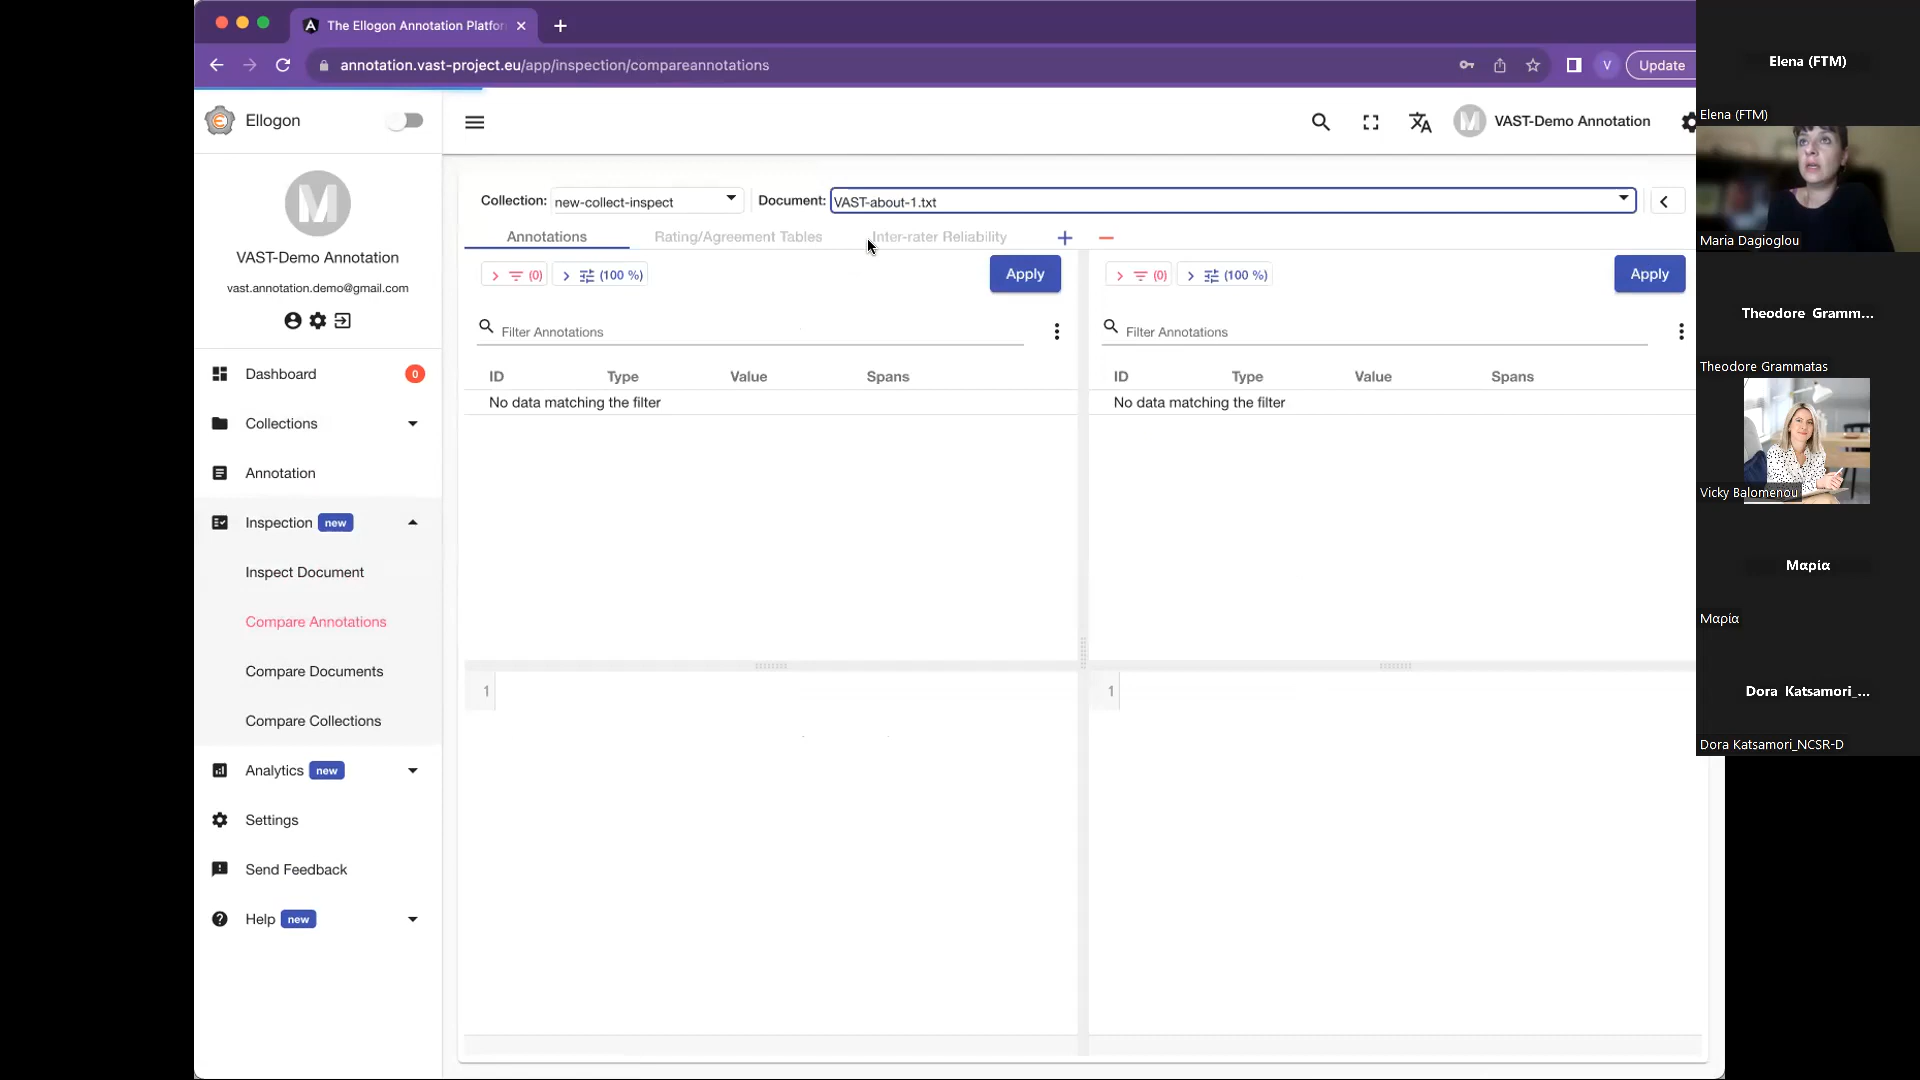 The Ellogon Annotation Platfor
annotation.vast-project.eu/app/inspection/compareannotations
V
Update
Ellogon
VAST-Demo Annotation
M
VAST-Demo Annotation
vast.annotation.demo@gmail.com
Dashboard
0
Collections
Annotation
Inspection new
Inspect Document
Compare Annotations
Compare Documents
Compare Collections
Analytics new
Settings
Send Feedback
Help new
Collection: new-collect-inspect
Document: VAST-about-1.txt
Annotations
Rating/Agreement Tables
Inter-rater Reliability
(0)
(100 %)
Apply
Filter Annotations
ID Type Value Spans
No data matching the filter
1
(0)
(100 %)
Apply
Filter Annotations
ID Type Value Spans
No data matching the filter
1
Elena (FTM)
Elena (FTM)
Maria Dagioglou
Theodore Gramm...
Theodore Grammatas
Vicky Balomenou
Μαρία
Μαρία
Dora Katsamori_...
Dora Katsamori_NCSR-D